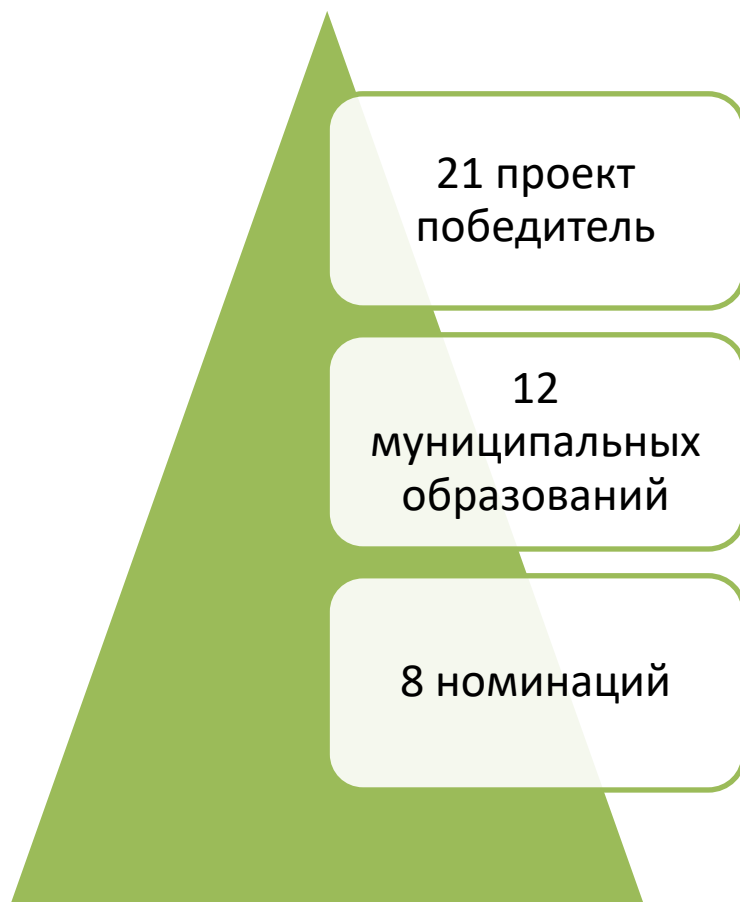 21 проект
победитель
12
муниципальных
образований
8 номинаций